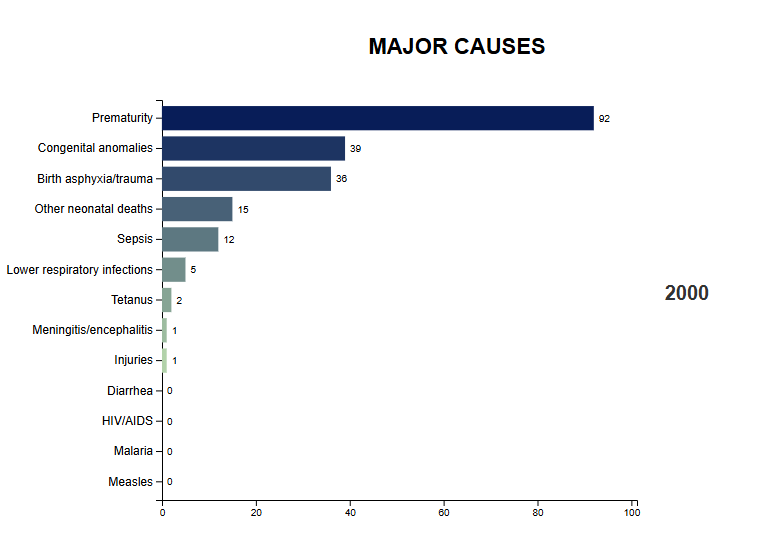 MAJOR CAUSES
Prematurity 92
Congenital anomalies 39
Birth asphyxia/trauma 36
Other neonatal deaths 15
Sepsis 12
Lower respiratory infections 5
2000
Tetanus 2
Meningitis/encephalitis 1
Injuries 1
Diarrhea 0
HIV/AIDS 0
Malaria 0
Measles 0
0 20 40 60 80 100